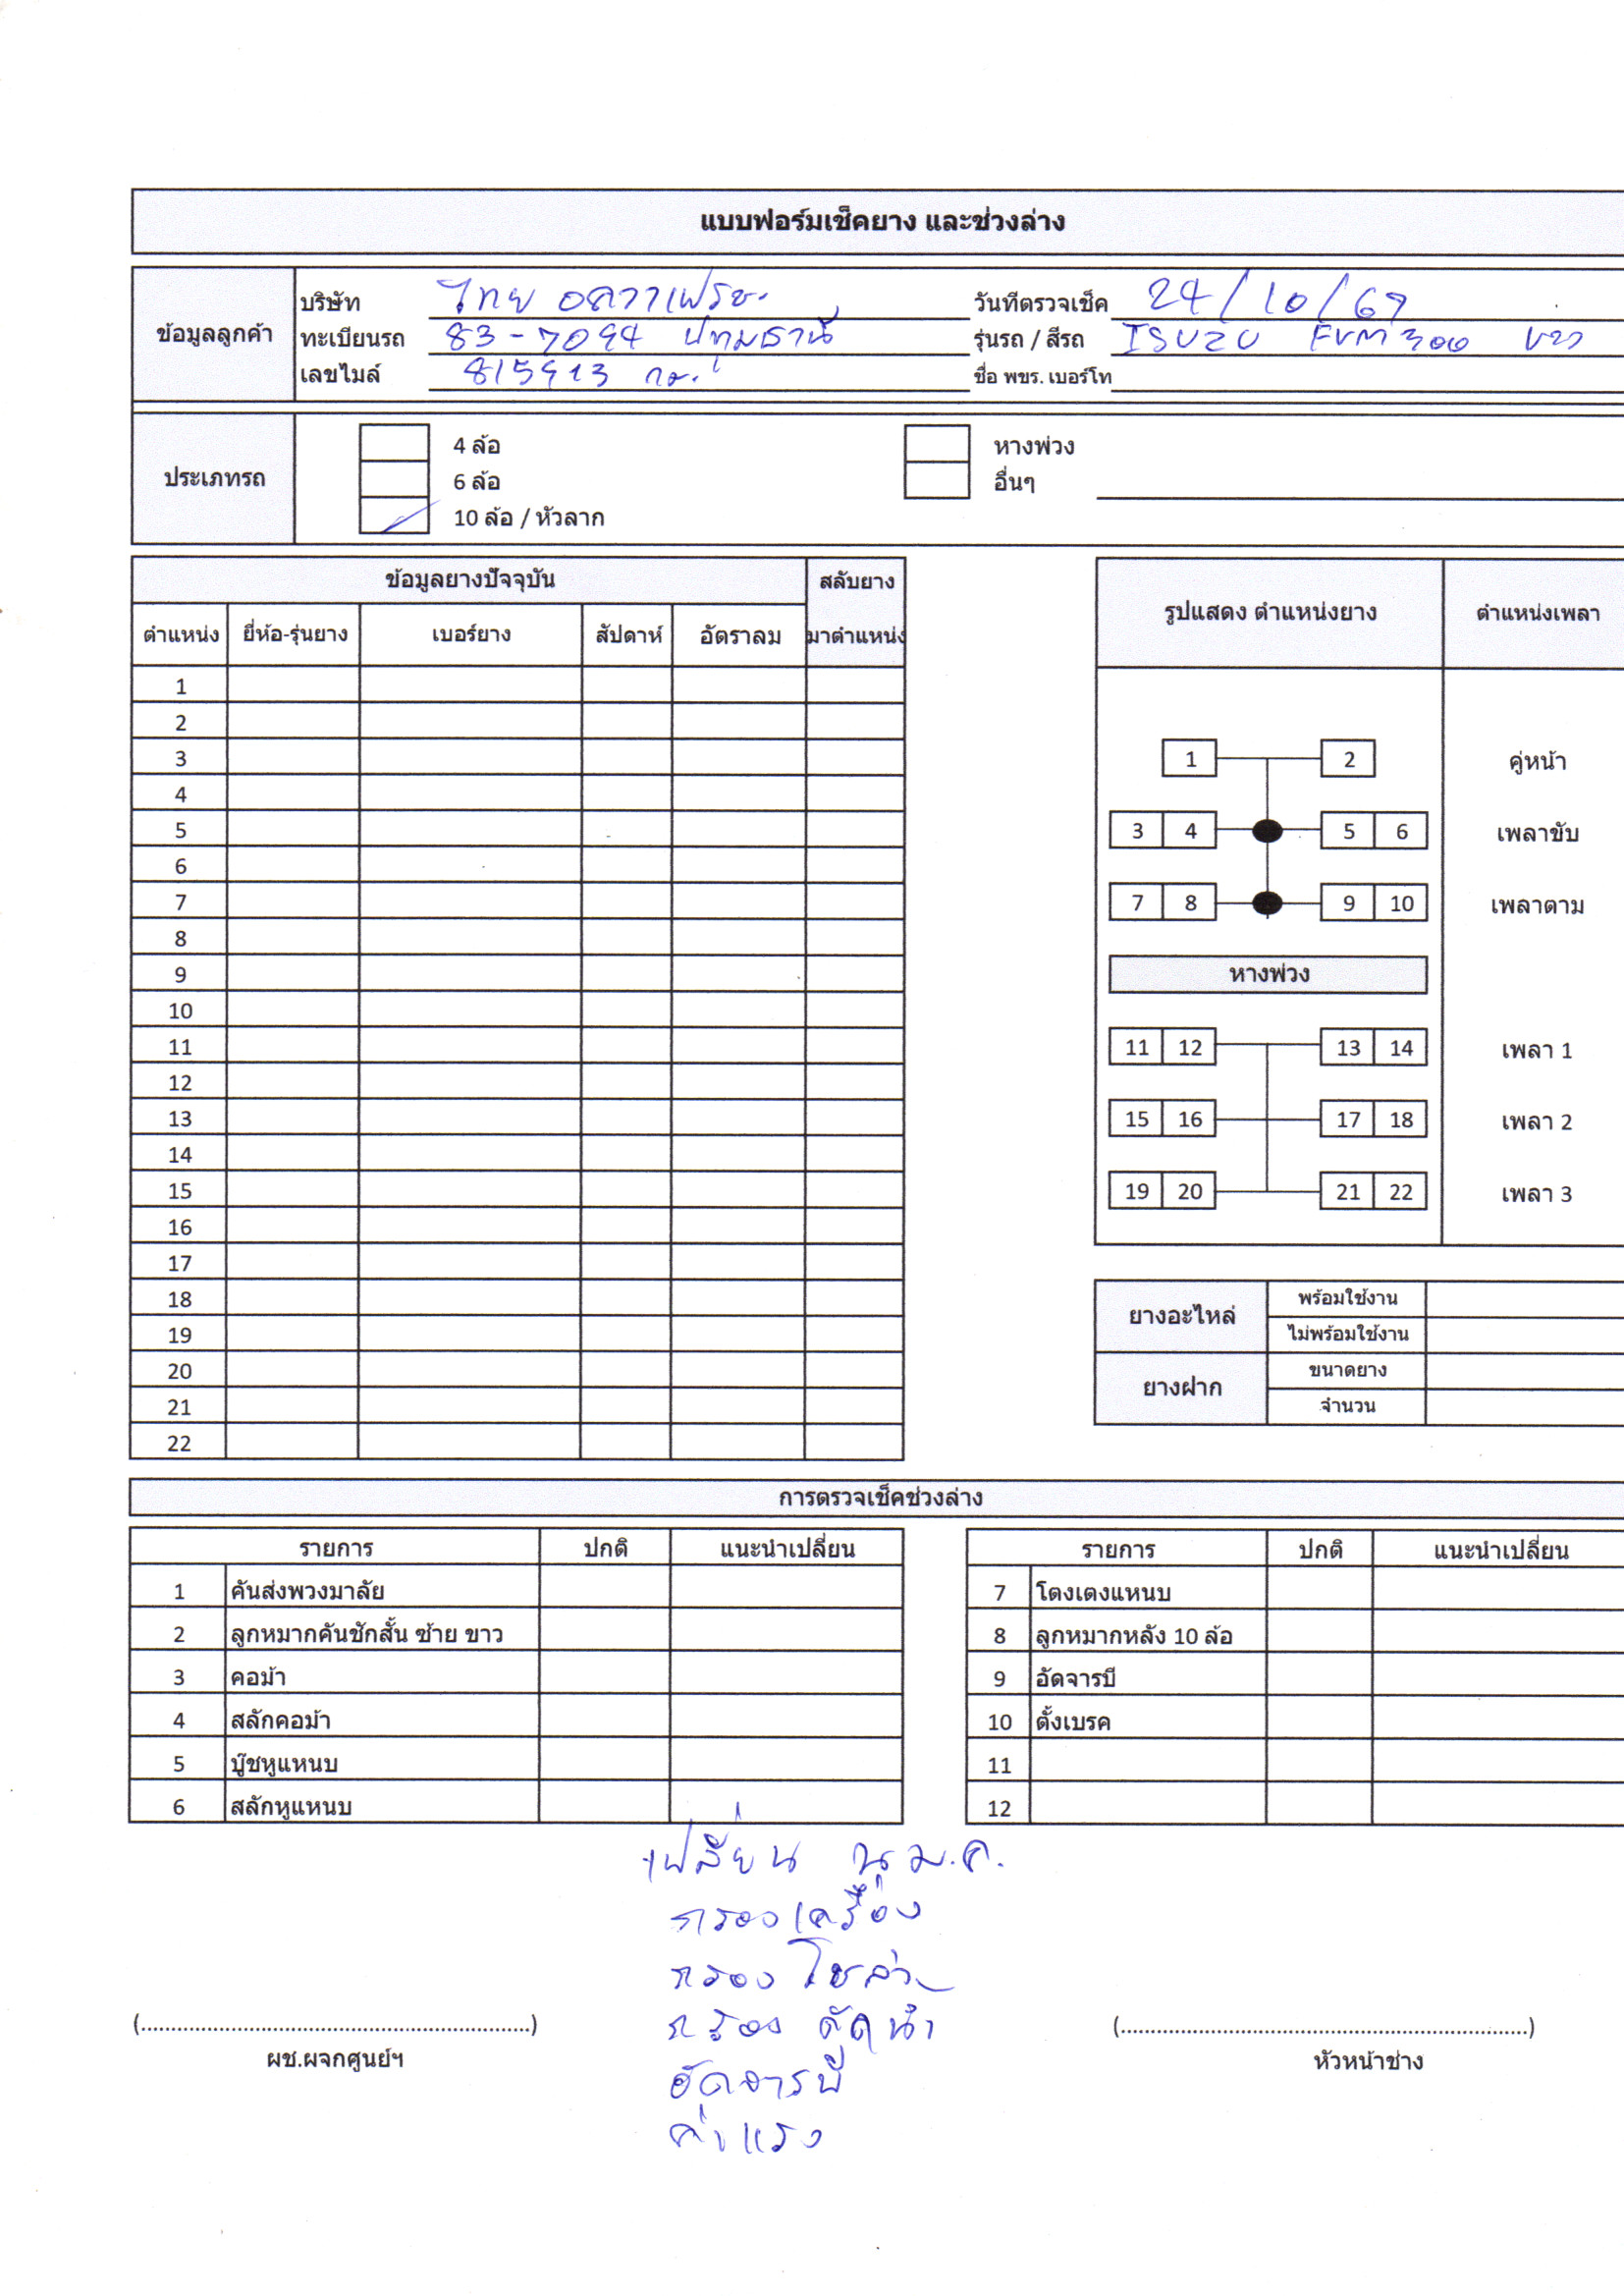 แบบฟอร์มเช็คยาง และช่วงล่าง
ข้อมูลลูกค้า
บริษัท ไทย อควาเฟรช. วันที่ตรวจเช็ค 24/10/67
ทะเบียนรถ 83-7094 ปทุมธานี รุ่นรถ / สีรถ ISUZU FVM 300 ขาว
เลขไมล์ 815913 กม. ชื่อ พขร. เบอร์โท
ประเภทรถ
4 ล้อ หางพ่วง
6 ล้อ อื่นๆ
10 ล้อ / หัวลาก
ข้อมูลยางปัจจุบัน สลับยาง
ตำแหน่ง ยี่ห้อ-รุ่นยาง เบอร์ยาง สัปดาห์ อัตราลม มาตำแหน่ง
1
2
3
4
5
6
7
8
9
10
11
12
13
14
15
16
17
18
19
20
21
22
รูปแสดง ตำแหน่งยาง ตำแหน่งเพลา
1 2 คู่หน้า
3 4 5 6 เพลาขับ
7 8 9 10 เพลาตาม
หางพ่วง
11 12 13 14 เพลา 1
15 16 17 18 เพลา 2
19 20 21 22 เพลา 3
ยางอะไหล่ พร้อมใช้งาน
ไม่พร้อมใช้งาน
ยางฝาก ขนาดยาง
จำนวน
การตรวจเช็คช่วงล่าง
รายการ ปกติ แนะนำเปลี่ยน รายการ ปกติ แนะนำเปลี่ยน
1 คันส่งพวงมาลัย 7 โตงเตงแหนบ
2 ลูกหมากคันชักสั้น ซ้าย ขาว 8 ลูกหมากหลัง 10 ล้อ
3 คอม้า 9 อัดจารบี
4 สลักคอม้า 10 ตั้งเบรค
5 บู๊ชหูแหนบ 11
6 สลักหูแหนบ 12
เปลี่ยน น.ม.ค.
กรองเครื่อง
กรอง โซล่า
กรอง ดักน้ำ
อัดจารบี
ค่าแรง
(..................................................................) (......................................................................)
ผช.ผจกศูนย์ฯ หัวหน้าช่าง